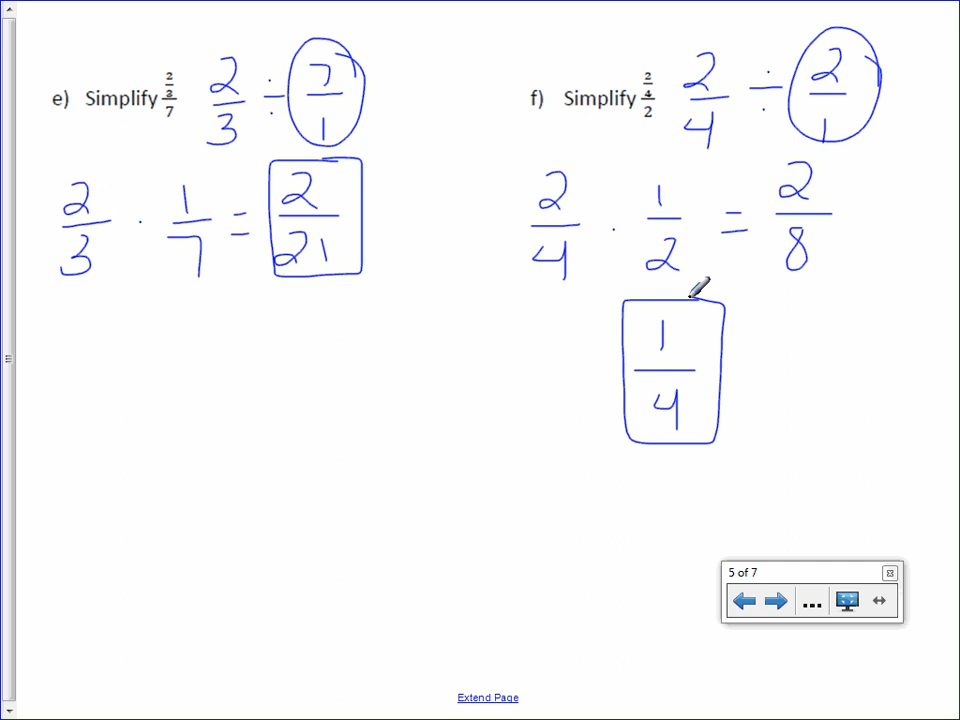 e) Simplify (2/3)/7 2/3 ÷ 7/1
2/3 · 1/7 = 2/21
f) Simplify (2/4)/2 2/4 ÷ 2/1
2/4 · 1/2 = 2/8
1/4
5 of 7
...
Extend Page